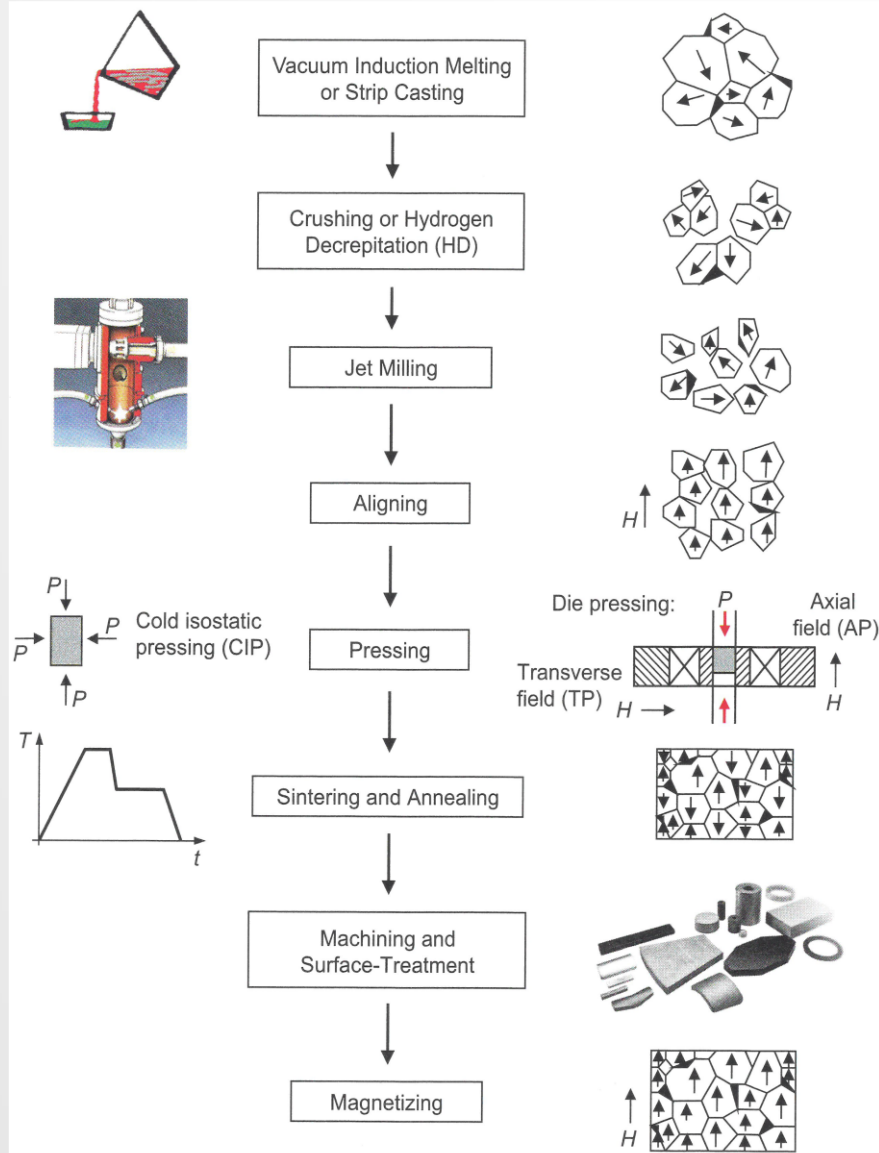 Vacuum Induction Melting
or Strip Casting
Crushing or Hydrogen
Decrepitation (HD)
Jet Milling
Aligning
H
P
P
P
P
Cold isostatic
pressing (CIP)
Pressing
Die pressing:
P
Axial
field (AP)
Transverse
field (TP)
H
H
T
t
Sintering and Annealing
Machining and
Surface-Treatment
Magnetizing
H